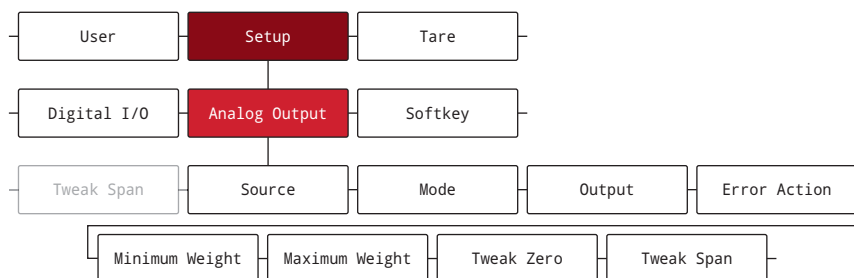 User Setup Tare
Digital I/O Analog Output Softkey
Tweak Span Source Mode Output Error Action
Minimum Weight Maximum Weight Tweak Zero Tweak Span